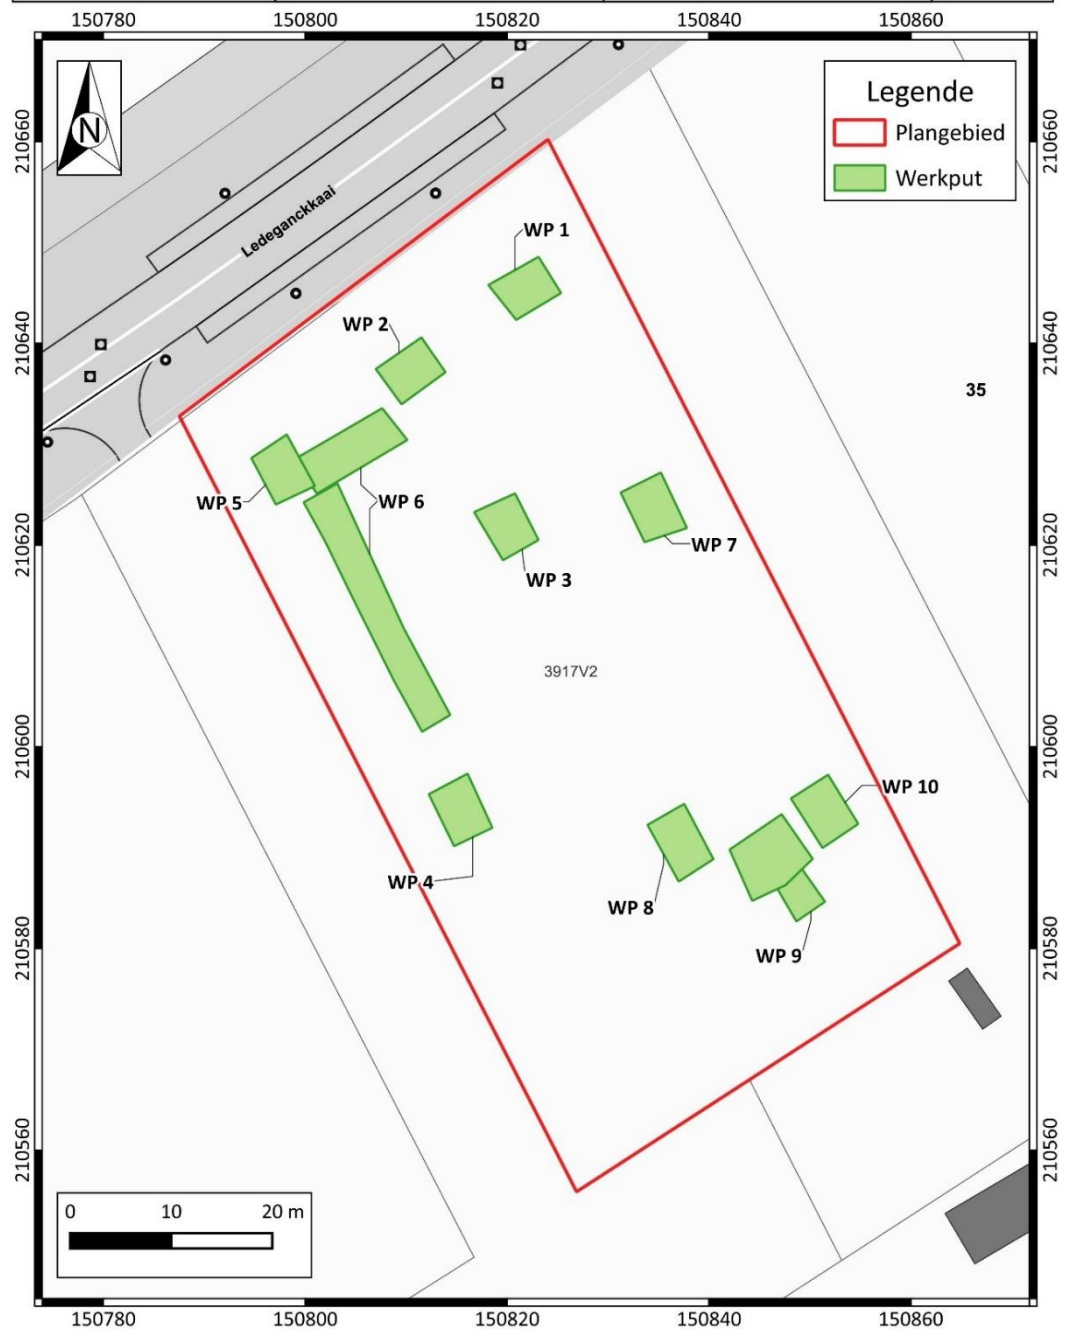 150780 150800 150820 150840 150860
N
Legende
Plangebied
Werkput
210660 210660
Ledeganckkaai
WP 1
WP 2
210640 210640
35
WP 5
WP 6
210620 210620
WP 7
WP 3
3917V2
210600 210600
WP 10
WP 4
WP 8
WP 9
210580 210580
210560 210560
0 10 20 m
150780 150800 150820 150840 150860